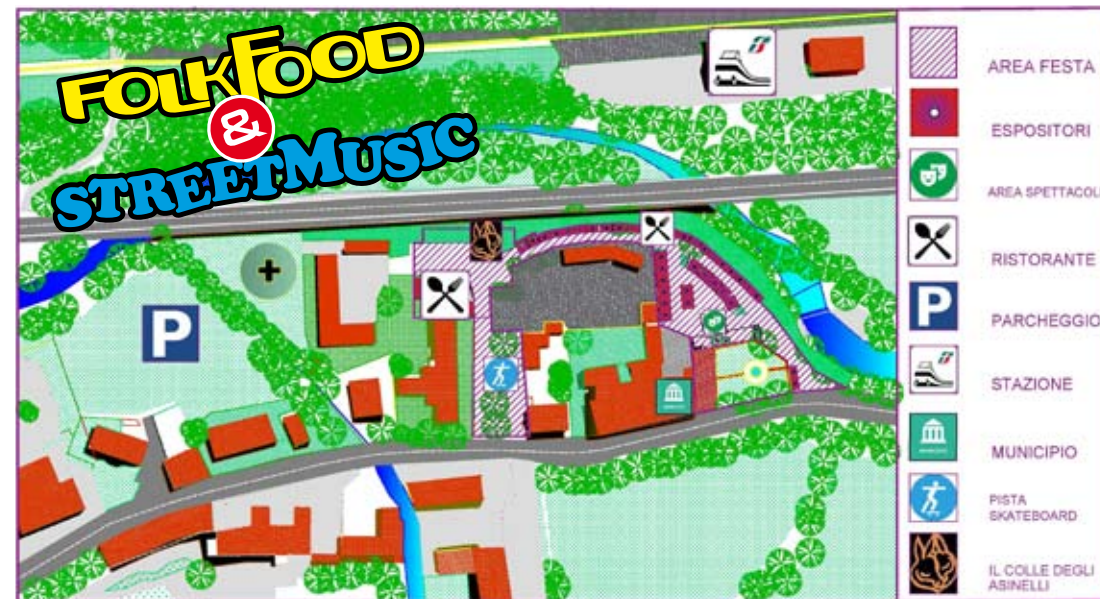 FOLKFOOD
&
STREETMUSIC
P
AREA FESTA
ESPOSITORI
AREA SPETTACOLI
RISTORANTE
P
PARCHEGGIO
STAZIONE
MUNICIPIO
PISTA
SKATEBOARD
IL COLLE DEGLI
ASINELLI